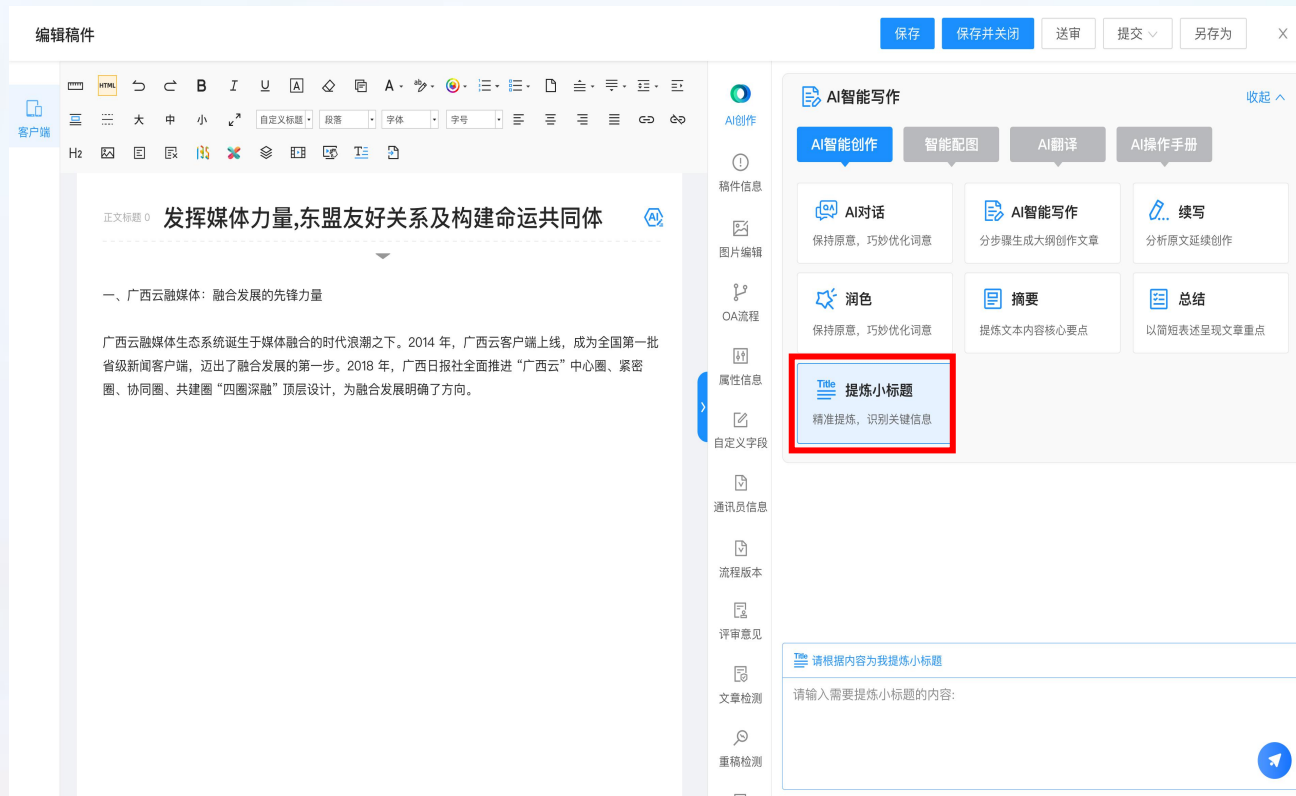 编辑稿件
保存
保存并关闭
送审
提交
另存为
X
客户端
HTML
B
I
U
A
A
大
中
小
自定义标题
段落
字体
字号
H2
正文标题 0
发挥媒体力量,东盟友好关系及构建命运共同体
AI
一、广西云融媒体：融合发展的先锋力量
广西云融媒体生态系统诞生于媒体融合的时代浪潮之下。2014 年，广西云客户端上线，成为全国第一批
省级新闻客户端，迈出了融合发展的第一步。2018 年，广西日报社全面推进“广西云”中心圈、紧密
圈、协同圈、共建圈“四圈深融”顶层设计，为融合发展明确了方向。
AI创作
稿件信息
图片编辑
OA流程
属性信息
自定义字段
通讯员信息
流程版本
评审意见
文章检测
重稿检测
AI智能写作
收起
AI智能创作
智能配图
AI翻译
AI操作手册
AI对话
保持原意，巧妙优化词意
AI智能写作
分步骤生成大纲创作文章
续写
分析原文延续创作
润色
保持原意，巧妙优化词意
摘要
提炼文本内容核心要点
总结
以简短表述呈现文章重点
Title
提炼小标题
精准提炼，识别关键信息
Title
请根据内容为我提炼小标题
请输入需要提炼小标题的内容: